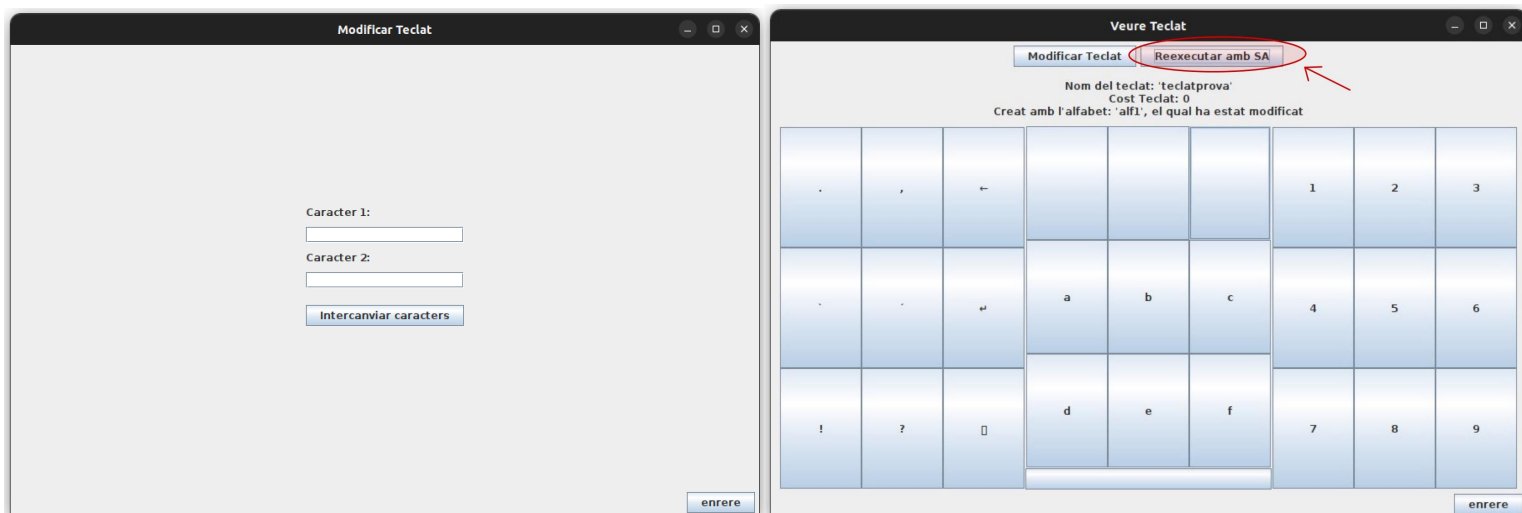 Modificar Teclat
Caracter 1:
Caracter 2:
Intercanviar caracters
enrere
Veure Teclat
Modificar Teclat Reexecutar amb SA
Nom del teclat: 'teclatprova'
Cost Teclat: 0
Creat amb l'alfabet: 'alf1', el qual ha estat modificat
. , ← 1 2 3
` ´ ↵ a b c 4 5 6
! ? ▯ d e f 7 8 9
enrere